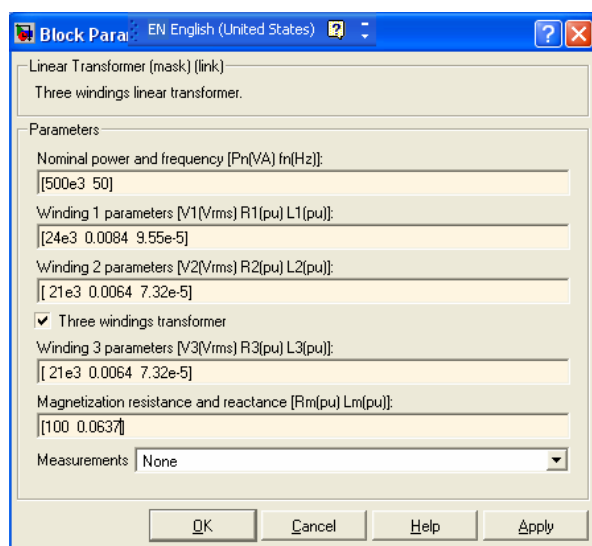 Block Parar
EN English (United States)
Linear Transformer (mask) (link)
Three windings linear transformer.
Parameters
Nominal power and frequency [Pn(VA) fn(Hz)]:
[500e3 50]
Winding 1 parameters [V1(Vrms) R1(pu) L1(pu)]:
[24e3 0.0084 9.55e-5]
Winding 2 parameters [V2(Vrms) R2(pu) L2(pu)]:
[ 21e3 0.0064 7.32e-5]
Three windings transformer
Winding 3 parameters [V3(Vrms) R3(pu) L3(pu)]:
[ 21e3 0.0064 7.32e-5]
Magnetization resistance and reactance [Rm(pu) Lm(pu)]:
[100 0.0637]
Measurements None
OK Cancel Help Apply